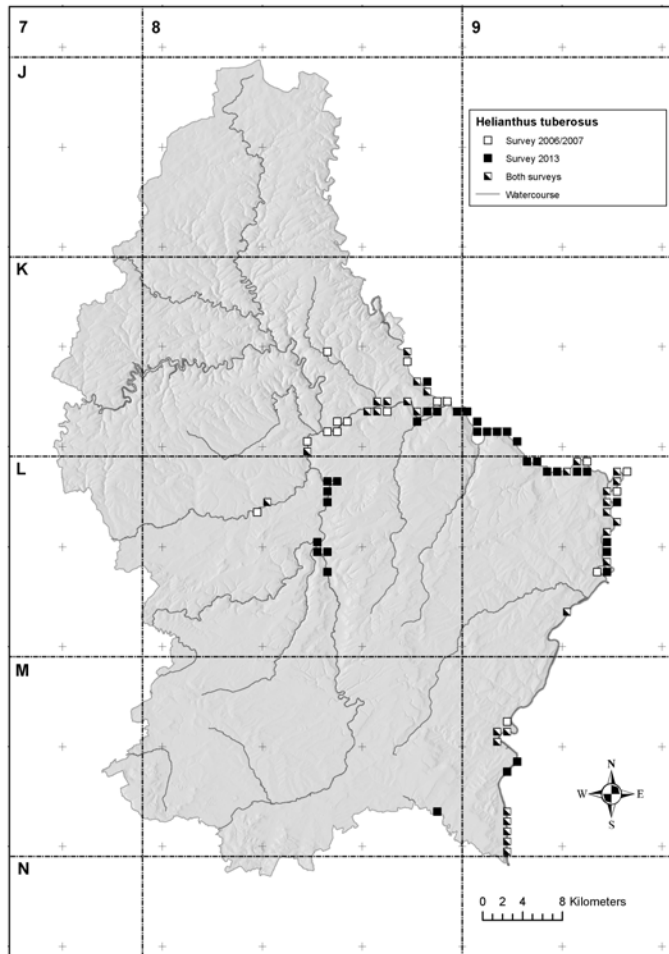 7 8 9
J
Helianthus tuberosus
Survey 2006/2007
Survey 2013
Both surveys
Watercourse
K
L
M
N
W E
S
N
0 2 4 8 Kilometers